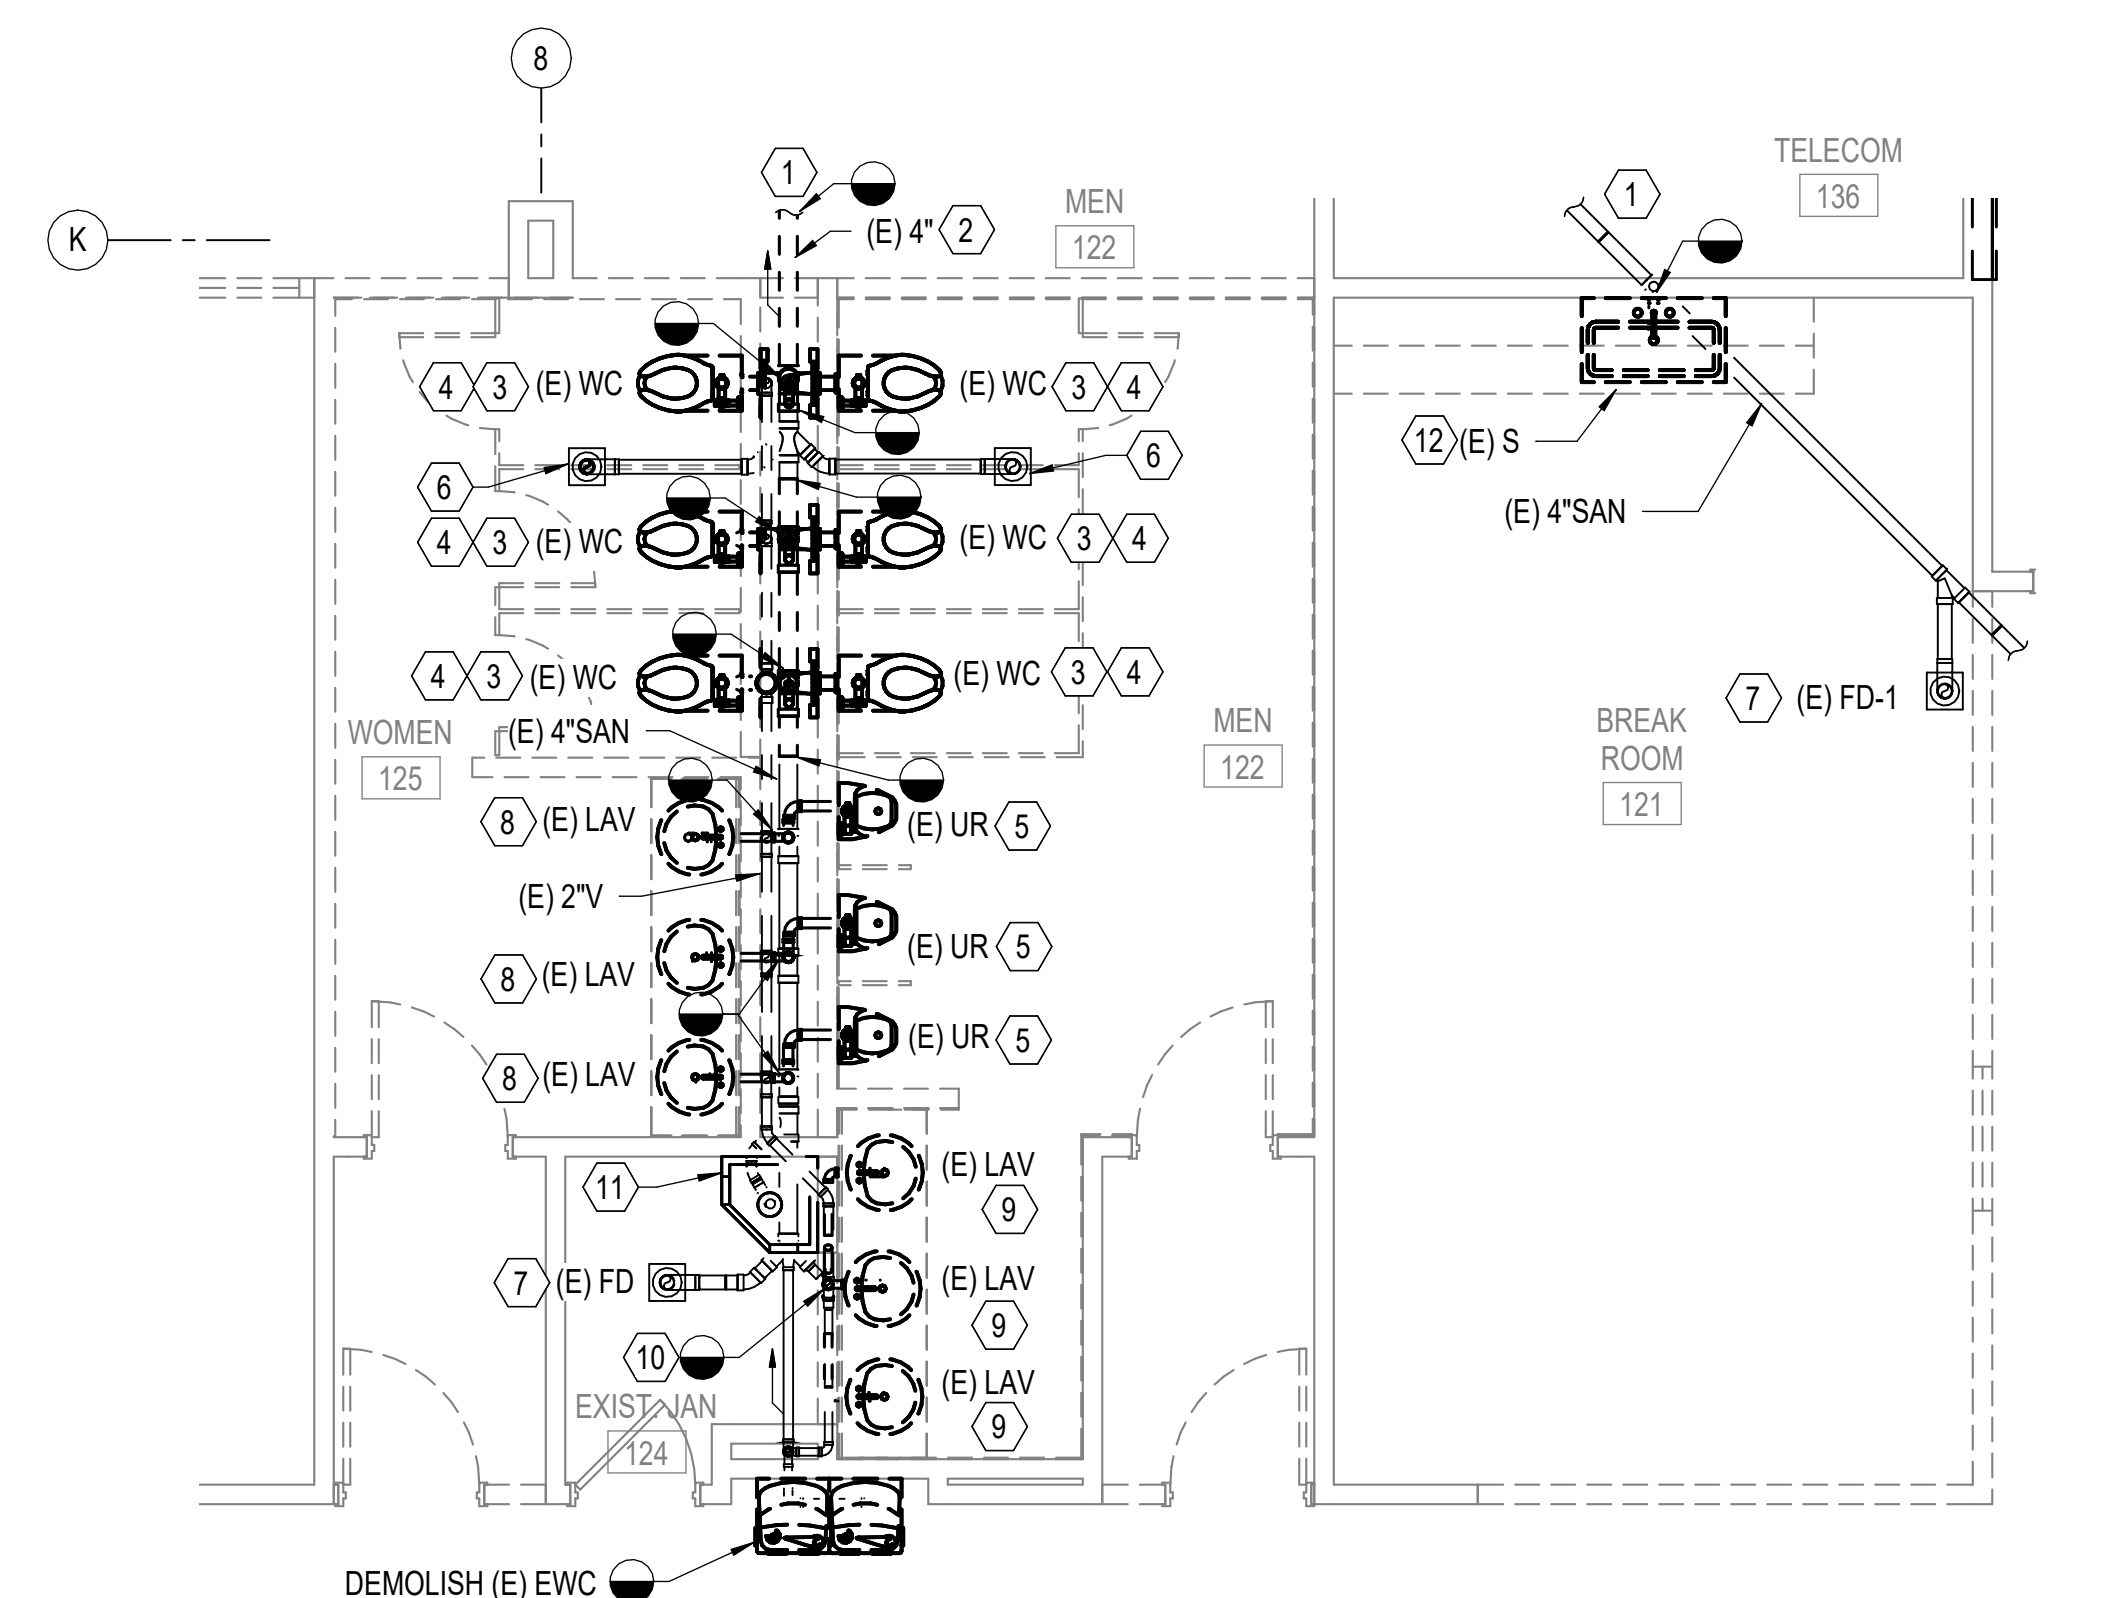 8
K
1
(E) 4" 2
MEN
122
1
TELECOM
136
4 3 (E) WC
(E) WC 3 4
12 (E) S
6
6
(E) 4"SAN
4 3 (E) WC
(E) WC 3 4
4 3 (E) WC
(E) WC 3 4
7 (E) FD-1
WOMEN
125
(E) 4"SAN
MEN
122
BREAK
ROOM
121
8 (E) LAV
(E) UR 5
(E) 2"V
8 (E) LAV
(E) UR 5
8 (E) LAV
(E) UR 5
11
(E) LAV
9
7 (E) FD
(E) LAV
9
10
(E) LAV
9
EXIST. JAN
124
DEMOLISH (E) EWC